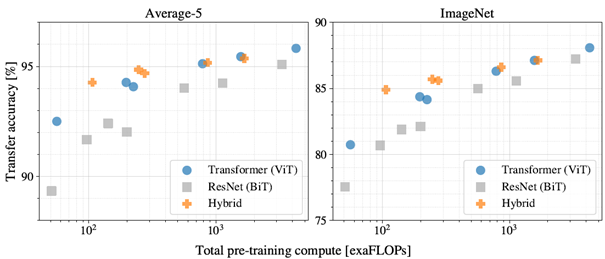 Average-5
ImageNet
Transfer accuracy [%]
95
90
90
85
80
75
Transformer (ViT)
ResNet (BiT)
Hybrid
Transformer (ViT)
ResNet (BiT)
Hybrid
10²
10³
10²
10³
Total pre-training compute [exaFLOPs]